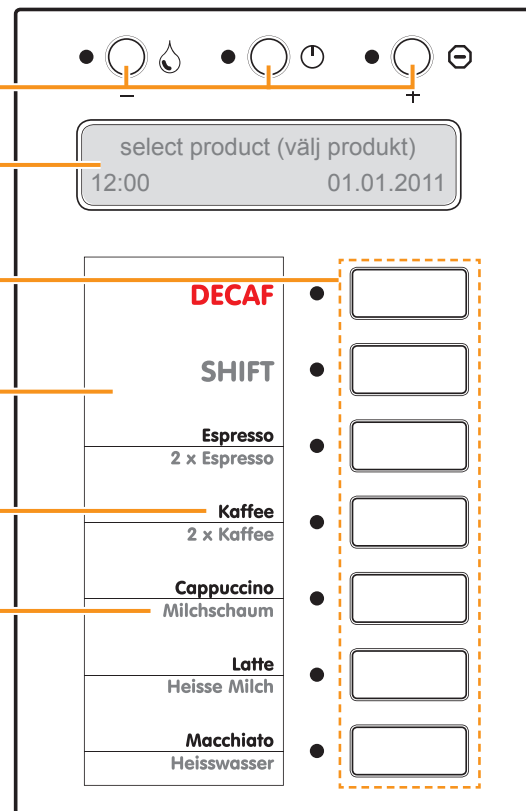 − +
select product (välj produkt)
12:00 01.01.2011
DECAF
SHIFT
Espresso
2 x Espresso
Kaffee
2 x Kaffee
Cappuccino
Milchschaum
Latte
Heisse Milch
Macchiato
Heisswasser